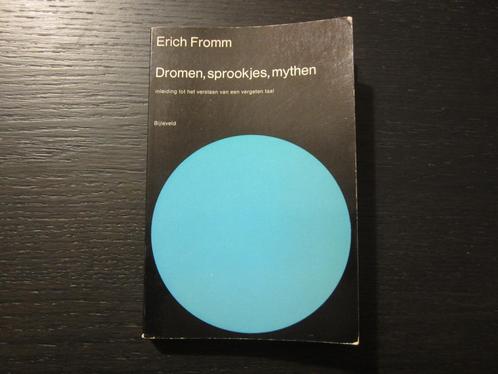 Erich Fromm
Dromen, sprookjes, mythen
inleiding tot het verstaan van een vergeten taal
Bijleveld